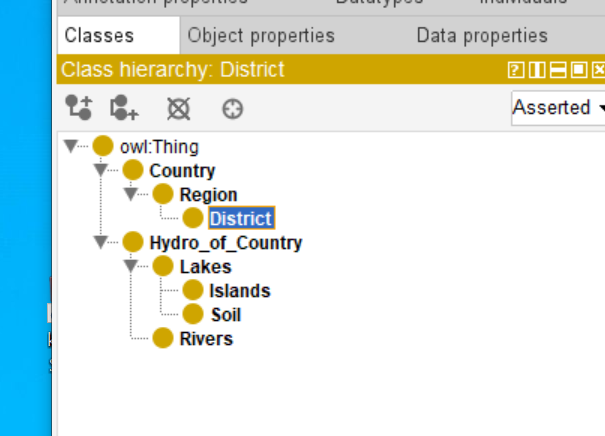 Annotation properties Datatypes Individuals
Classes Object properties Data properties
Class hierarchy: District
Asserted
owl:Thing
Country
Region
District
Hydro_of_Country
Lakes
Islands
Soil
Rivers